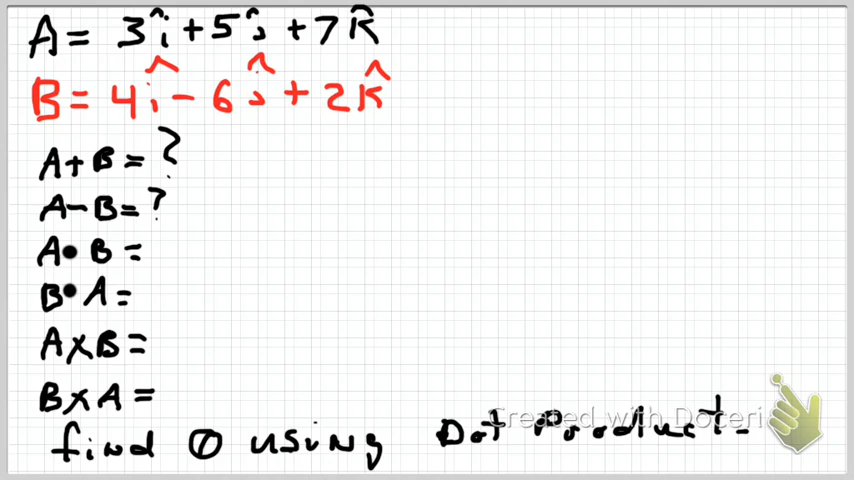 A = 3î + 5ĵ + 7k̂
B = 4î - 6ĵ + 2k̂
A + B = ?
A - B = ?
A • B =
B • A =
A × B =
B × A =
find θ using Dot Product-
Created with Doceri